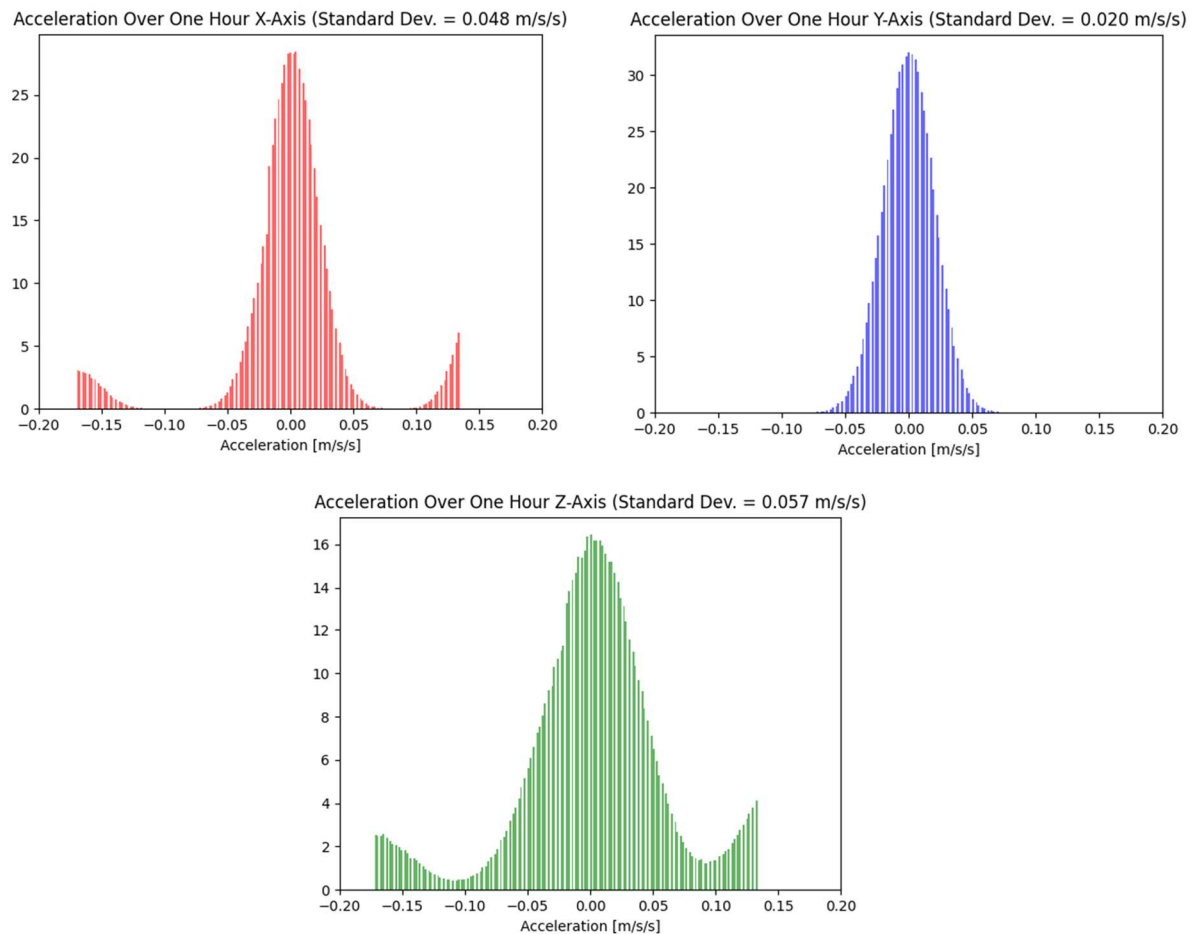 Acceleration Over One Hour X-Axis (Standard Dev. = 0.048 m/s/s)
25
20
15
10
5
0
−0.20 −0.15 −0.10 −0.05 0.00 0.05 0.10 0.15 0.20
Acceleration [m/s/s]
Acceleration Over One Hour Y-Axis (Standard Dev. = 0.020 m/s/s)
30
25
20
15
10
5
0
−0.20 −0.15 −0.10 −0.05 0.00 0.05 0.10 0.15 0.20
Acceleration [m/s/s]
Acceleration Over One Hour Z-Axis (Standard Dev. = 0.057 m/s/s)
16
14
12
10
8
6
4
2
0
−0.20 −0.15 −0.10 −0.05 0.00 0.05 0.10 0.15 0.20
Acceleration [m/s/s]